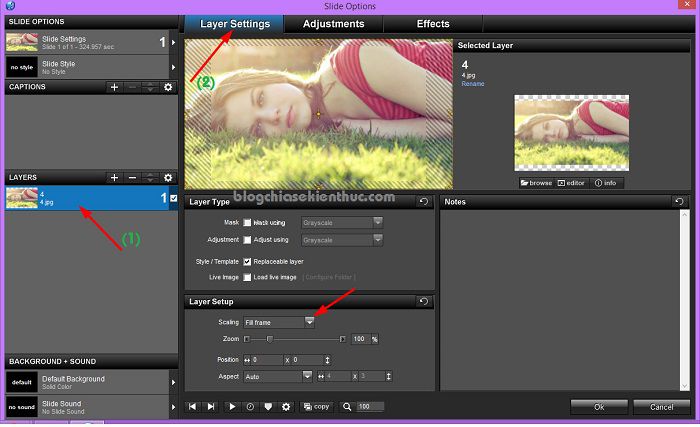 Slide Options
SLIDE OPTIONS
Slide Settings
Slide 1 of 1 - 324.957 sec
1
no style
Slide Style
No Style
CAPTIONS
LAYERS
4
4.jpg
1
(1)
BACKGROUND + SOUND
default
Default Background
Solid Color
no sound
Slide Sound
No Slide Sound
Layer Settings
Adjustments
Effects
(2)
Selected Layer
4
4.jpg
Rename
browse
editor
info
blogchiasekienthuc.com
Layer Type
Mask
Mask using
Grayscale
Adjustment
Adjust using
Grayscale
Style / Template
Replaceable layer
Live Image
Load live image
[ Configure Folder ]
Notes
Layer Setup
Scaling
Fill frame
Zoom
100 %
Position
0 x 0
Aspect
Auto
4 x 3
copy
100
Ok
Cancel